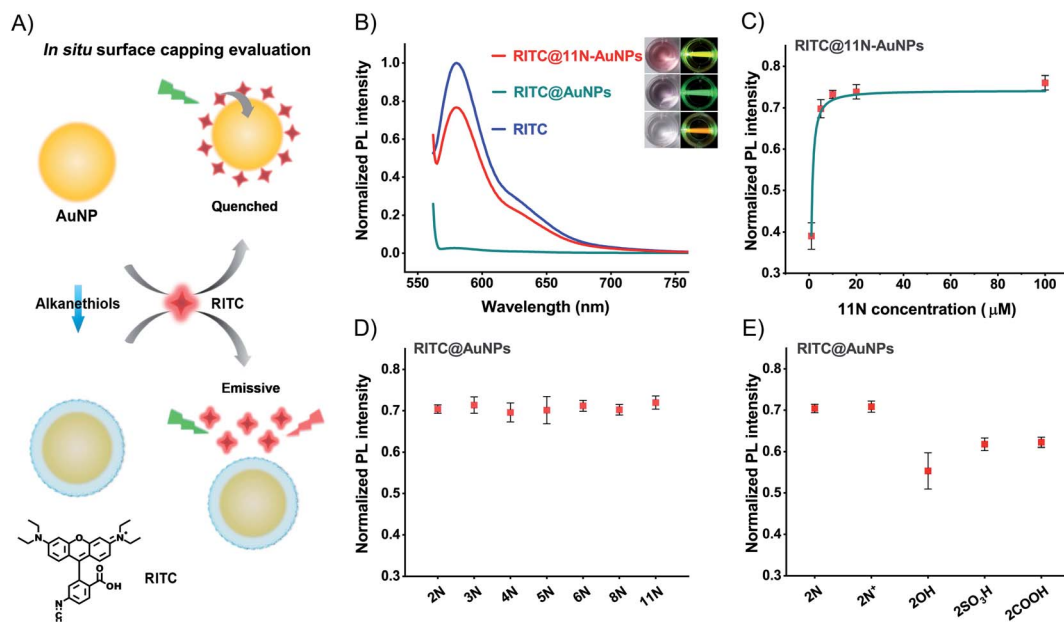 A)
In situ surface capping evaluation
AuNP
Quenched
Alkanethiols
RITC
Emissive
N
O
N+
O
OH
N
C
RITC
B)
RITC@11N-AuNPs
RITC@AuNPs
RITC
Normalized PL intensity
1.0
0.8
0.6
0.4
0.2
0.0
550
600
650
700
750
Wavelength (nm)
C)
RITC@11N-AuNPs
Normalized PL intensity
0.8
0.7
0.6
0.5
0.4
0.3
0
20
40
60
80
100
11N concentration ( μM)
D)
RITC@AuNPs
Normalized PL intensity
0.8
0.7
0.6
0.5
0.4
0.3
2N
3N
4N
5N
6N
8N
11N
E)
RITC@AuNPs
Normalized PL intensity
0.8
0.7
0.6
0.5
0.4
0.3
2N
2N+
2OH
2SO₃H
2COOH